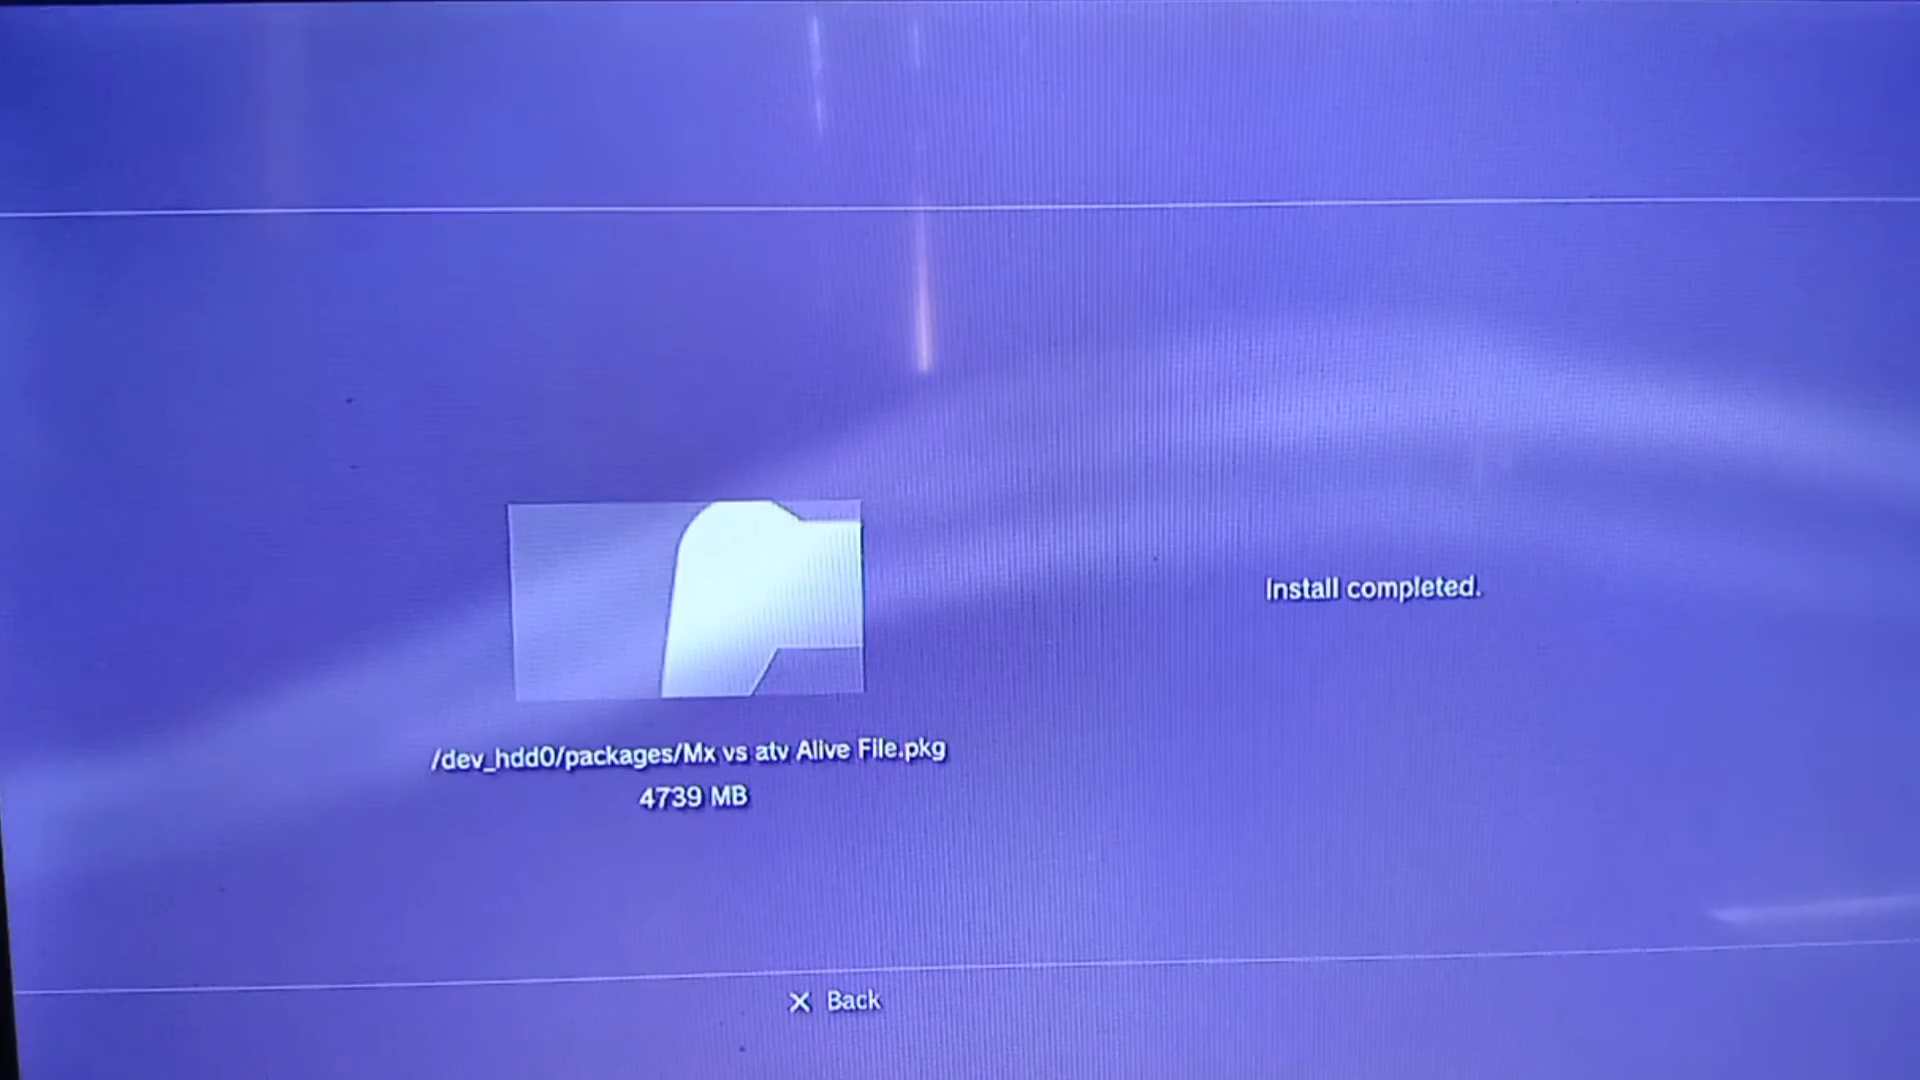 Install completed.
/dev_hdd0/packages/Mx vs atv Alive File.pkg
4739 MB
X Back